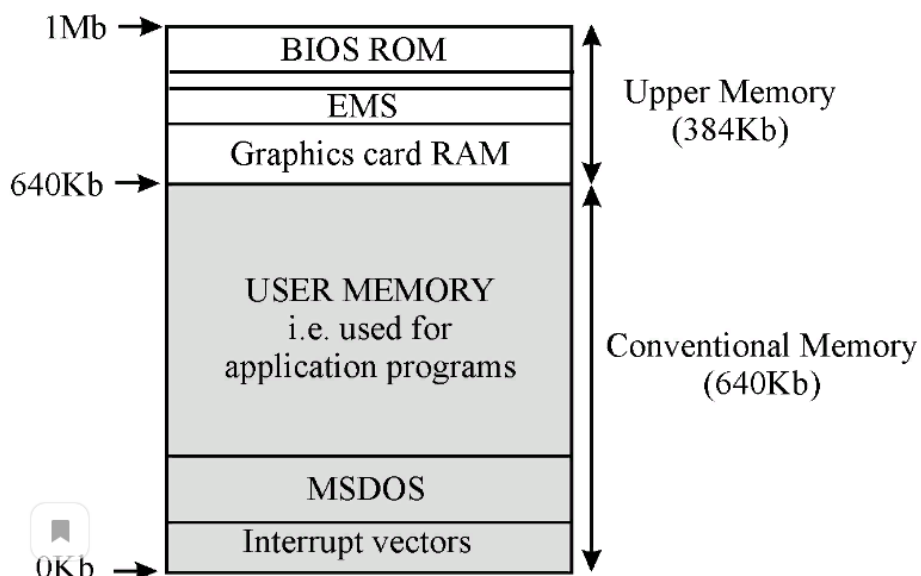 1Mb
BIOS ROM
EMS
Upper Memory
(384Kb)
Graphics card RAM
640Kb
USER MEMORY
i.e. used for
application programs
Conventional Memory
(640Kb)
MSDOS
Interrupt vectors
0Kb